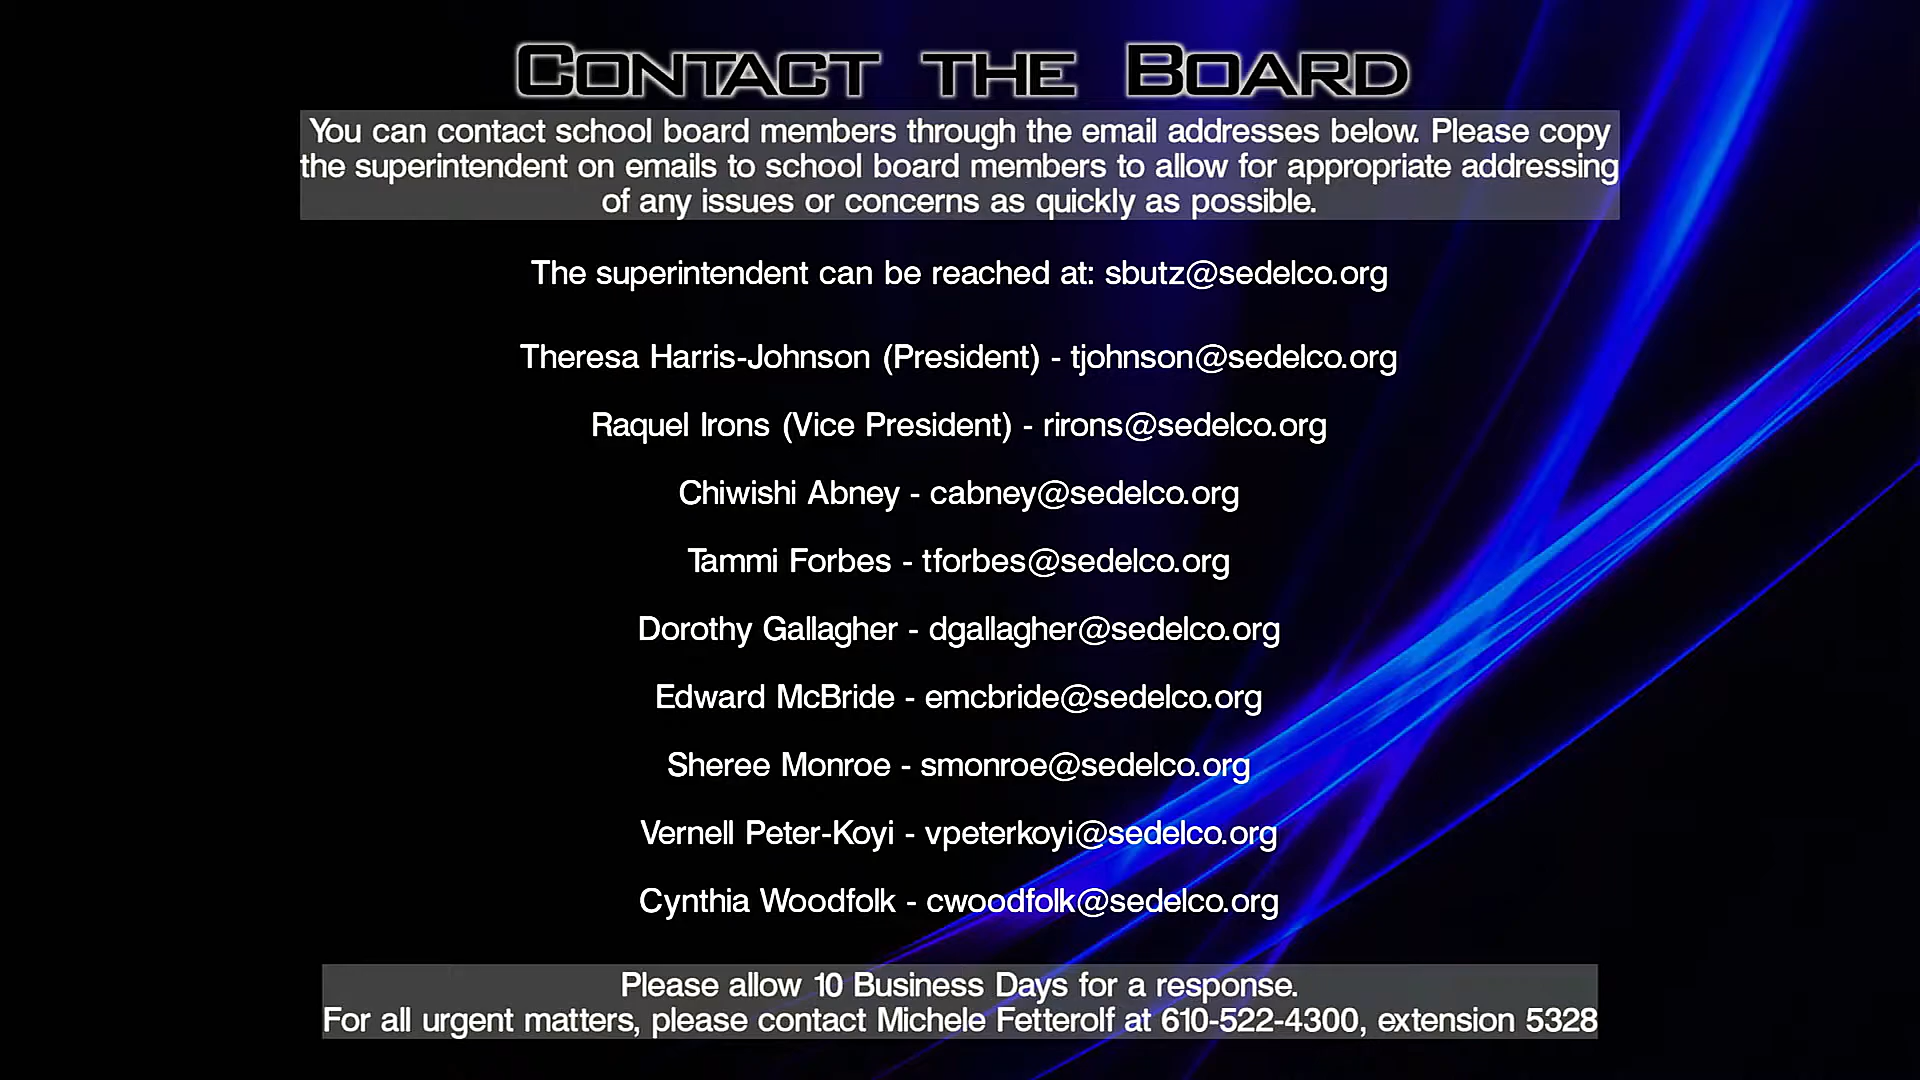 Contact the Board
You can contact school board members through the email addresses below. Please copy
the superintendent on emails to school board members to allow for appropriate addressing
of any issues or concerns as quickly as possible.
The superintendent can be reached at: sbutz@sedelco.org
Theresa Harris-Johnson (President) - tjohnson@sedelco.org
Raquel Irons (Vice President) - rirons@sedelco.org
Chiwishi Abney - cabney@sedelco.org
Tammi Forbes - tforbes@sedelco.org
Dorothy Gallagher - dgallagher@sedelco.org
Edward McBride - emcbride@sedelco.org
Sheree Monroe - smonroe@sedelco.org
Vernell Peter-Koyi - vpeterkoyi@sedelco.org
Cynthia Woodfolk - cwoodfolk@sedelco.org
Please allow 10 Business Days for a response.
For all urgent matters, please contact Michele Fetterolf at 610-522-4300, extension 5328